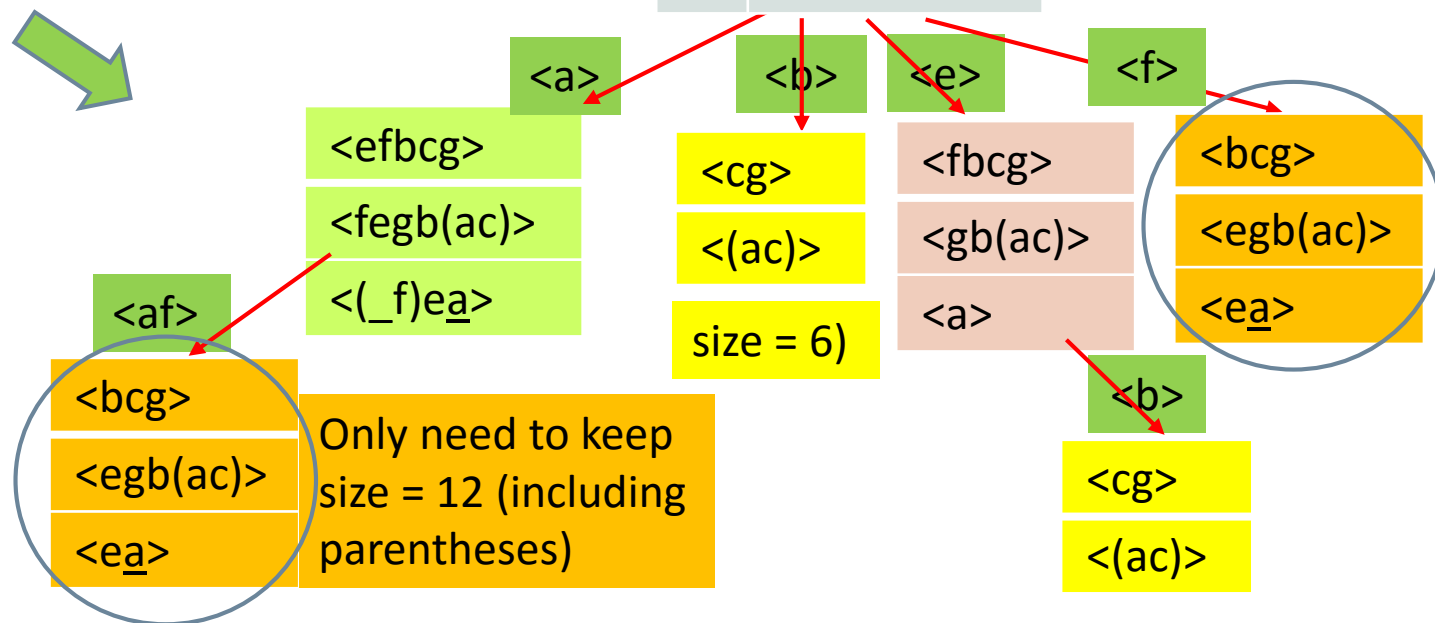 <a>
<b>
<e>
<f>
<efbcg>
<fegb(ac)>
<(_f)ea>
<cg>
<(ac)>
size = 6)
<fbcg>
<gb(ac)>
<a>
<bcg>
<egb(ac)>
<ea>
<af>
<bcg>
<egb(ac)>
<ea>
Only need to keep
size = 12 (including
parentheses)
<b>
<cg>
<(ac)>